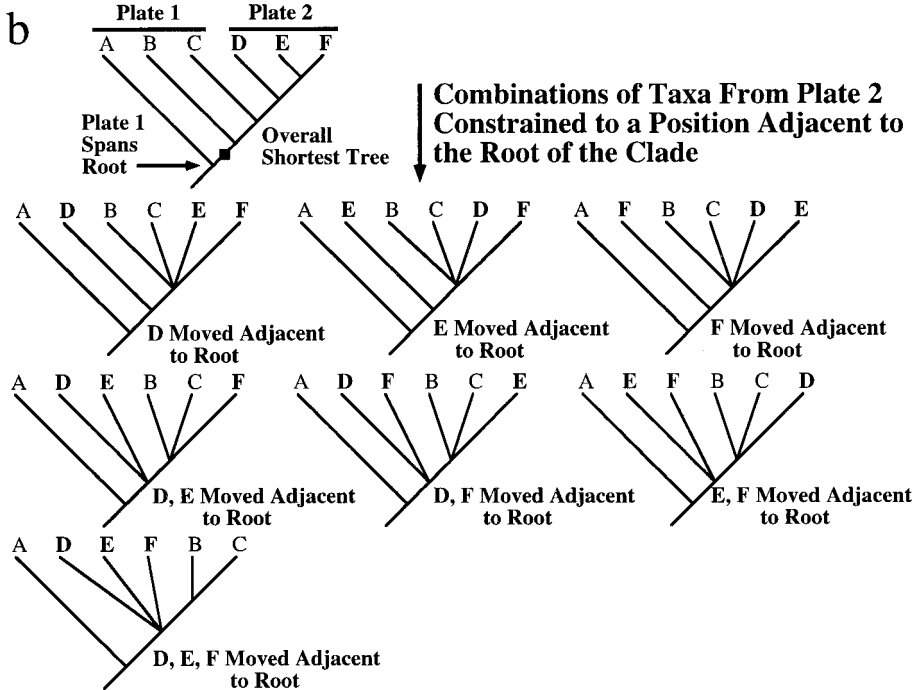 b
Plate 1 Plate 2
A B C D E F
Plate 1
Spans
Root
Overall
Shortest Tree
Combinations of Taxa From Plate 2
Constrained to a Position Adjacent to
the Root of the Clade
A D B C E F
D Moved Adjacent
to Root
A E B C D F
E Moved Adjacent
to Root
A F B C D E
F Moved Adjacent
to Root
A D E B C F
D, E Moved Adjacent
to Root
A D F B C E
D, F Moved Adjacent
to Root
A E F B C D
E, F Moved Adjacent
to Root
A D E F B C
D, E, F Moved Adjacent
to Root